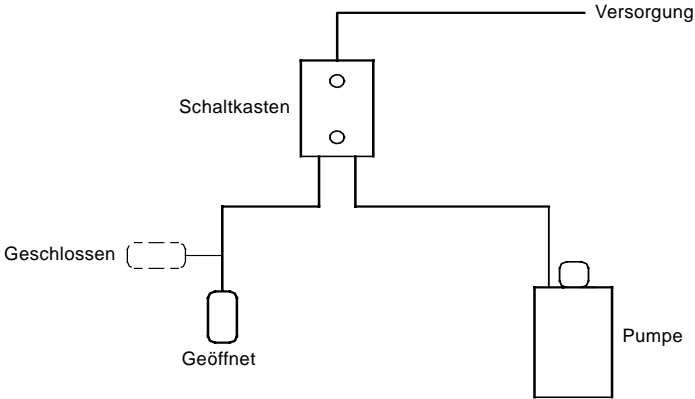 Versorgung
Schaltkasten
Geschlossen
Geöffnet
Pumpe